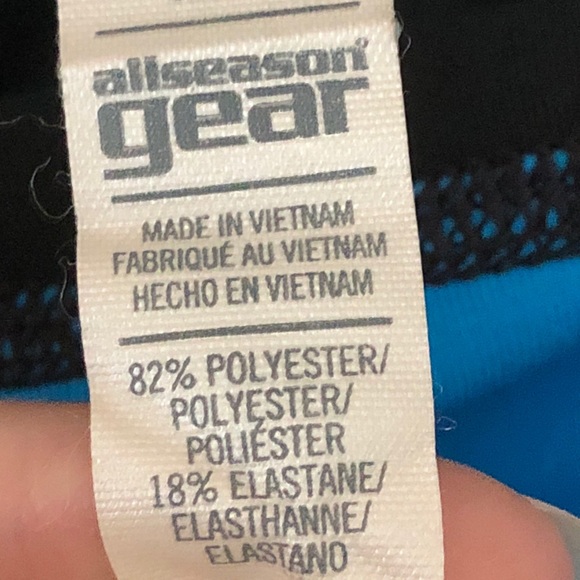 allseason®
gear
MADE IN VIETNAM
FABRIQUÉ AU VIETNAM
HECHO EN VIETNAM
82% POLYESTER/
POLYESTER/
POLIÉSTER
18% ELASTANE/
ELASTHANNE/
ELASTANO